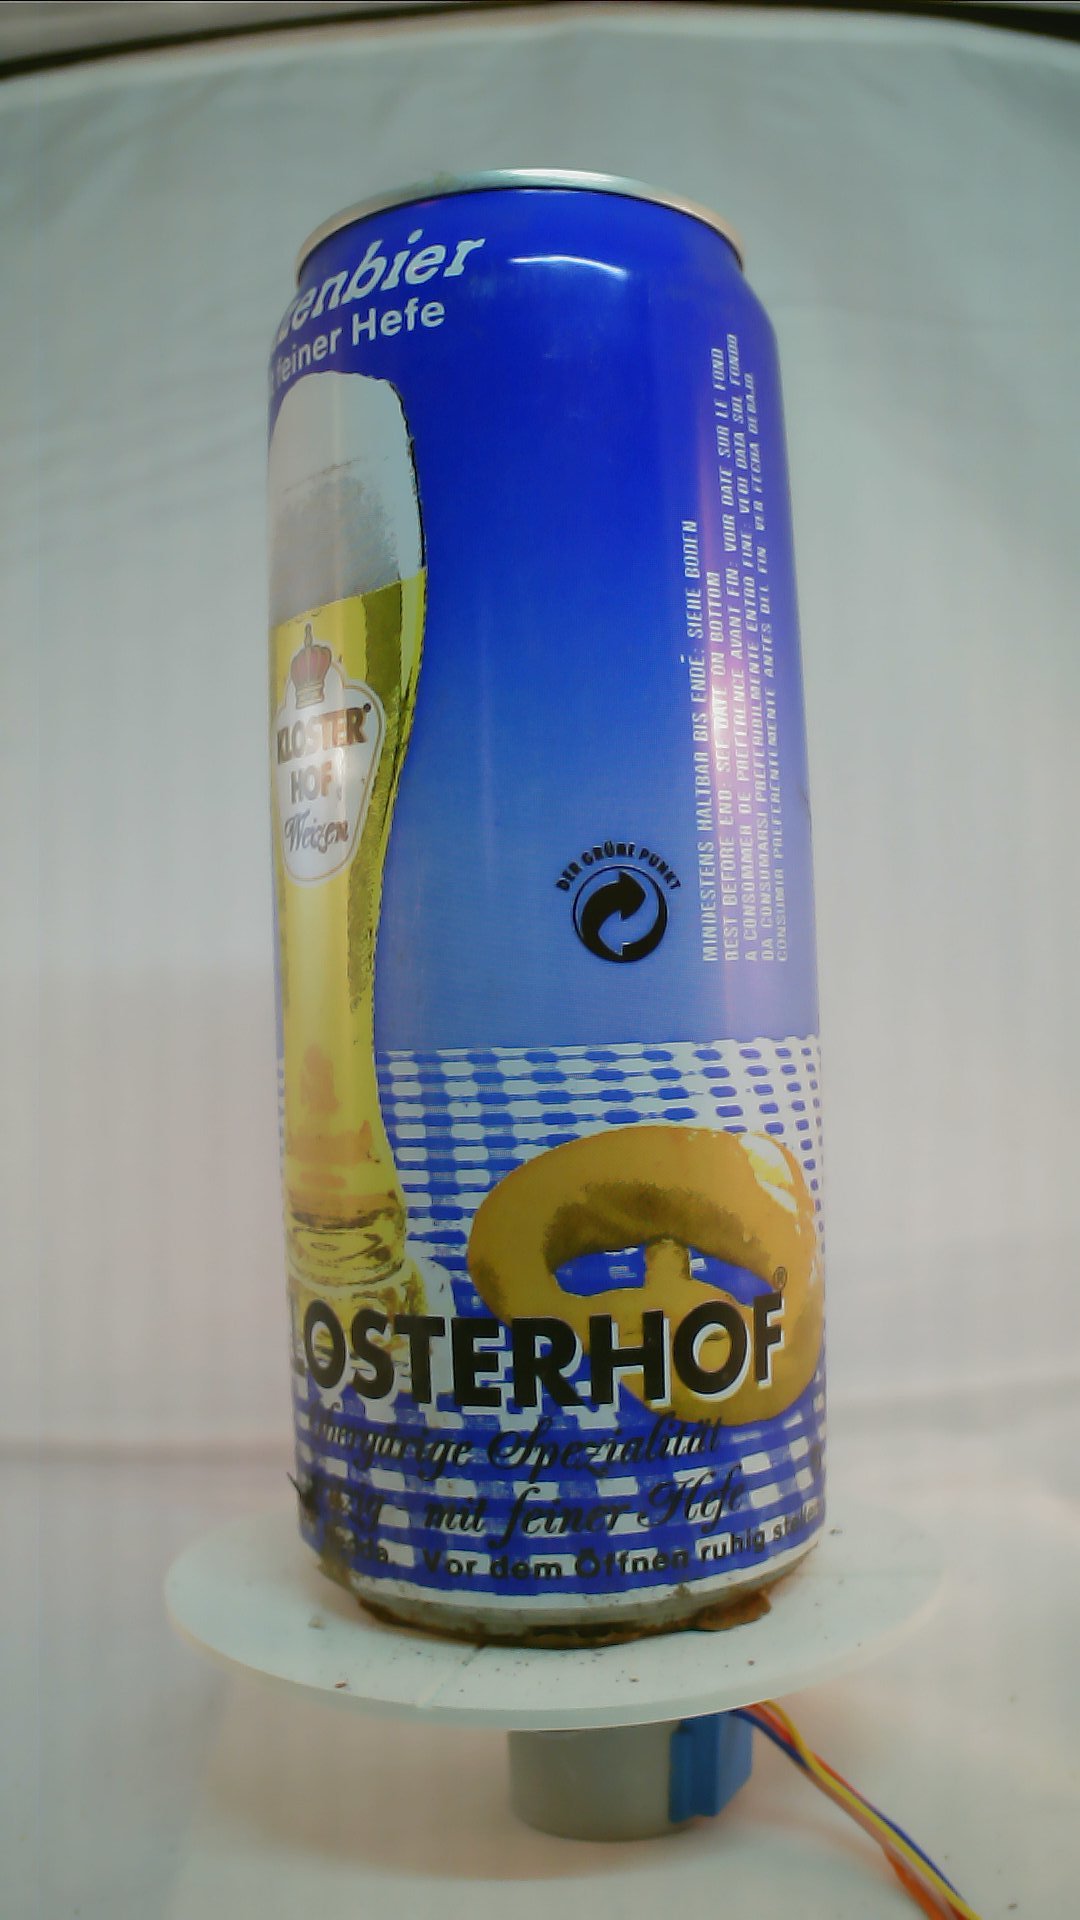 zenbier
feiner Hefe
KLOSTER®
HOF
Weizen
DER GRÜNE PUNKT
MINDESTENS HALTBAR BIS ENDE: SIEHE BODEN
BEST BEFORE END: SEE DATE ON BOTTOM
A CONSOMMER DE PREFERENCE AVANT FIN: VOIR DATE SUR LE FOND
DA CONSUMARSI PREFERIBILMENTE ENTRO FINE: VEDI DATA SUL FONDO
CONSUMIR PREFERENTEMENTE ANTES DEL FIN: VER FECHA DEBAJO
LOSTERHOF®
Obergärige Spezialität
mit feiner Hefe
Vor dem Öffnen ruhig